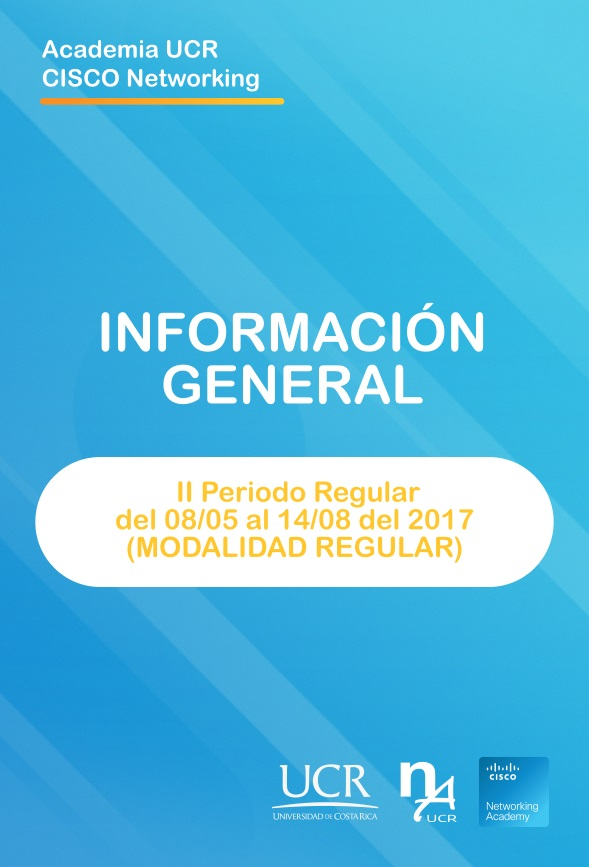 Academia UCR
CISCO Networking
INFORMACIÓN
GENERAL
II Periodo Regular
del 08/05 al 14/08 del 2017
(MODALIDAD REGULAR)
UCR
UNIVERSIDAD DE COSTA RICA
nA
UCR
CISCO
Networking
Academy